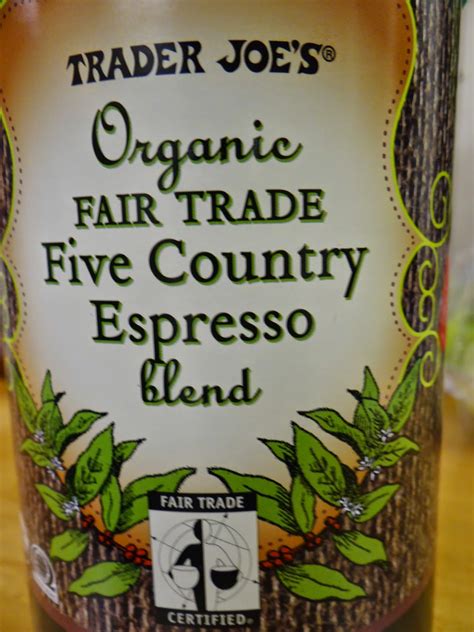 TRADER JOE'S®
Organic
FAIR TRADE
Five Country
Espresso
blend
FAIR TRADE
CERTIFIED®